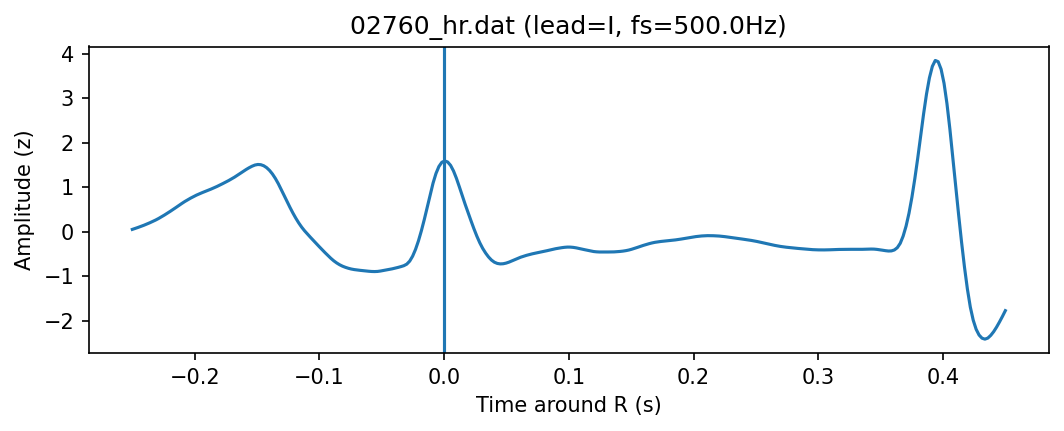 02760_hr.dat (lead=I, fs=500.0Hz)
Amplitude (z)
4
3
2
1
0
−1
−2
−0.2 −0.1 0.0 0.1 0.2 0.3 0.4
Time around R (s)